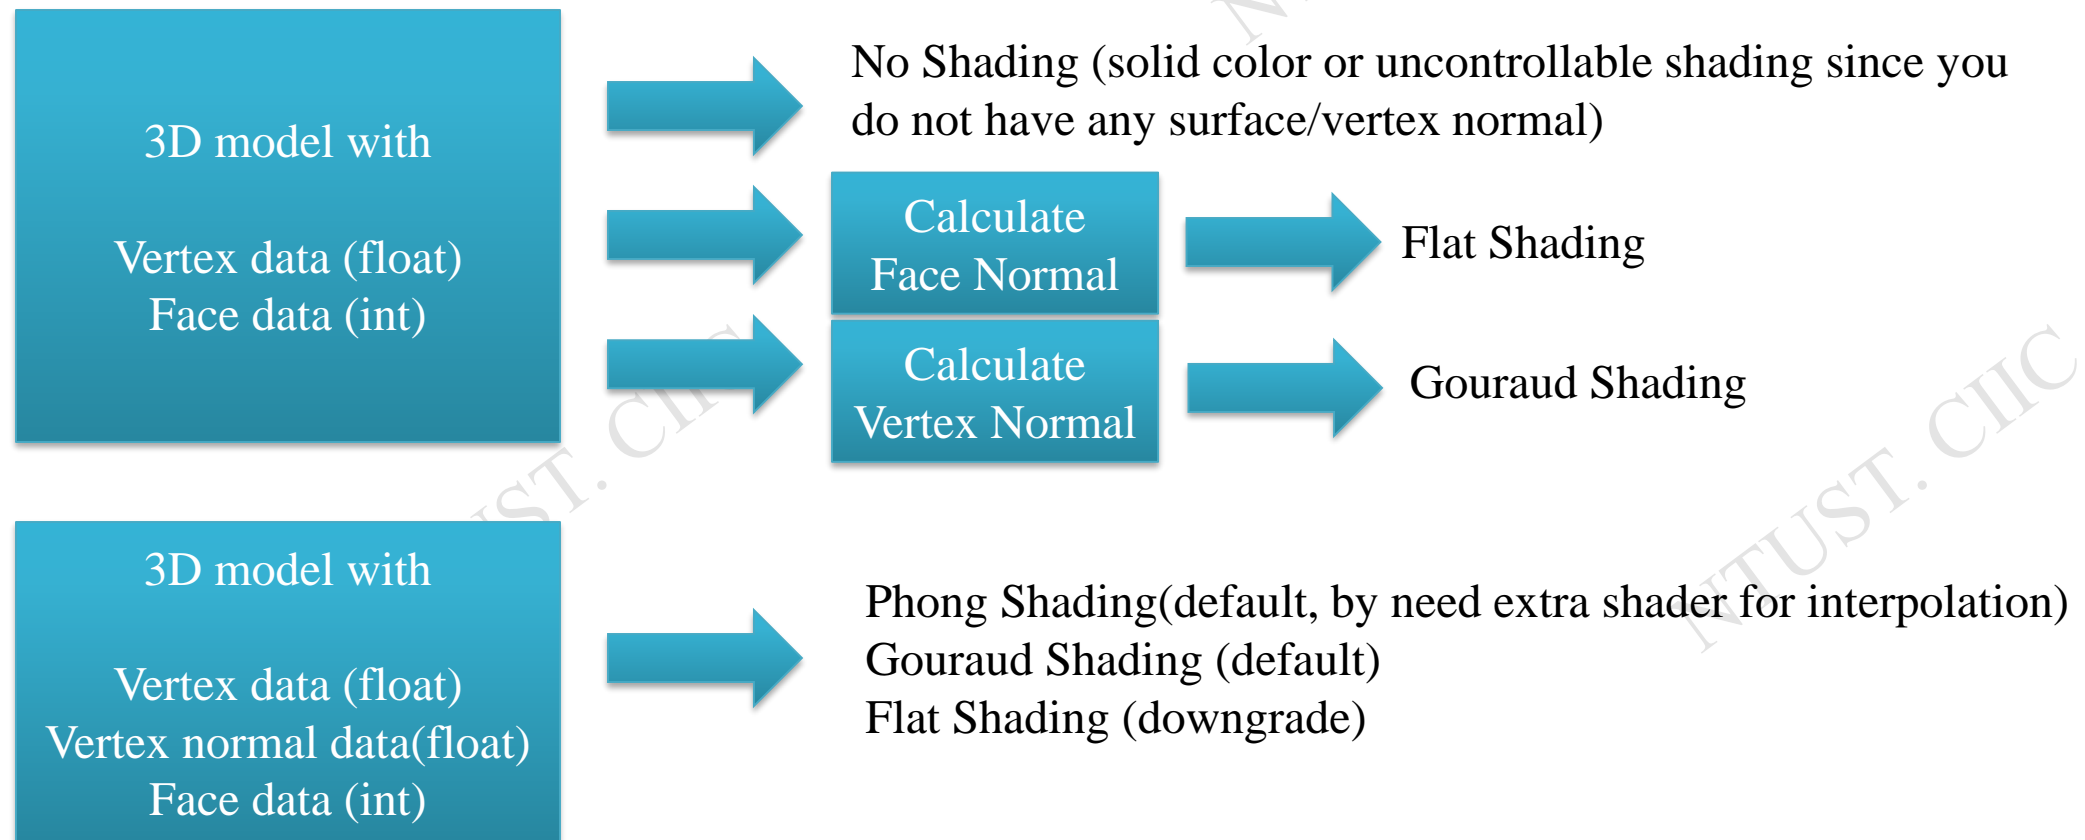 3D model with
Vertex data (float)
Face data (int)
No Shading (solid color or uncontrollable shading since you
do not have any surface/vertex normal)
Calculate
Face Normal
Flat Shading
Calculate
Vertex Normal
Gouraud Shading
3D model with
Vertex data (float)
Vertex normal data(float)
Face data (int)
Phong Shading(default, by need extra shader for interpolation)
Gouraud Shading (default)
Flat Shading (downgrade)
NTUST. CIIC